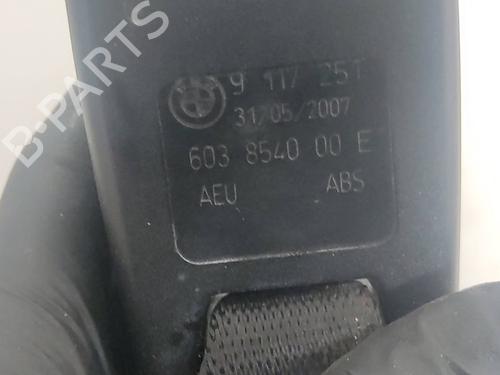 9 117 251
31/05/2007
603 8540 00 E
AEU ABS
B-PARTS